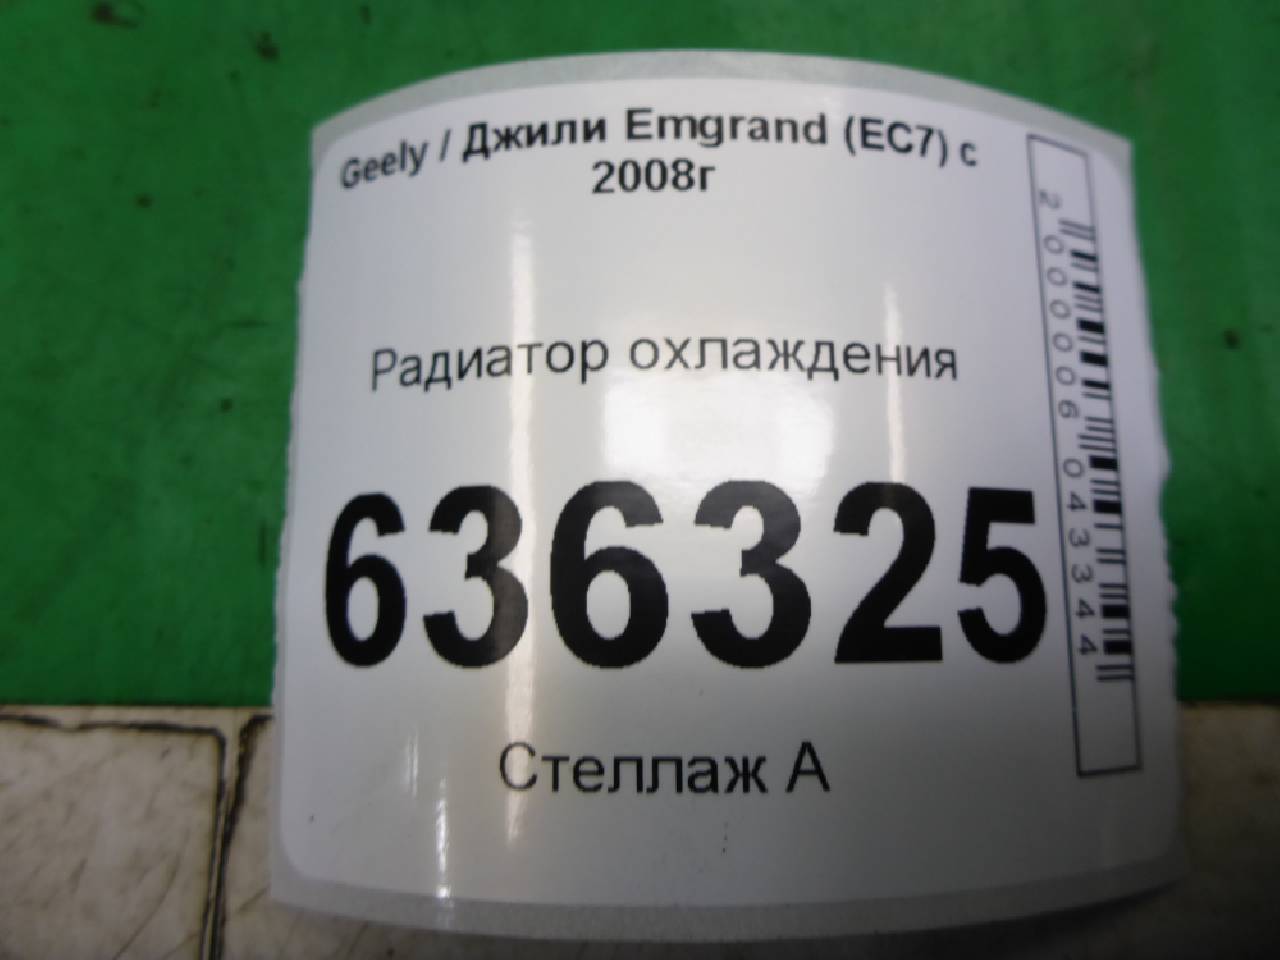 Geely / Джили Emgrand (EC7) с
2008г
Радиатор охлаждения
636325
Стеллаж А
2000006043344